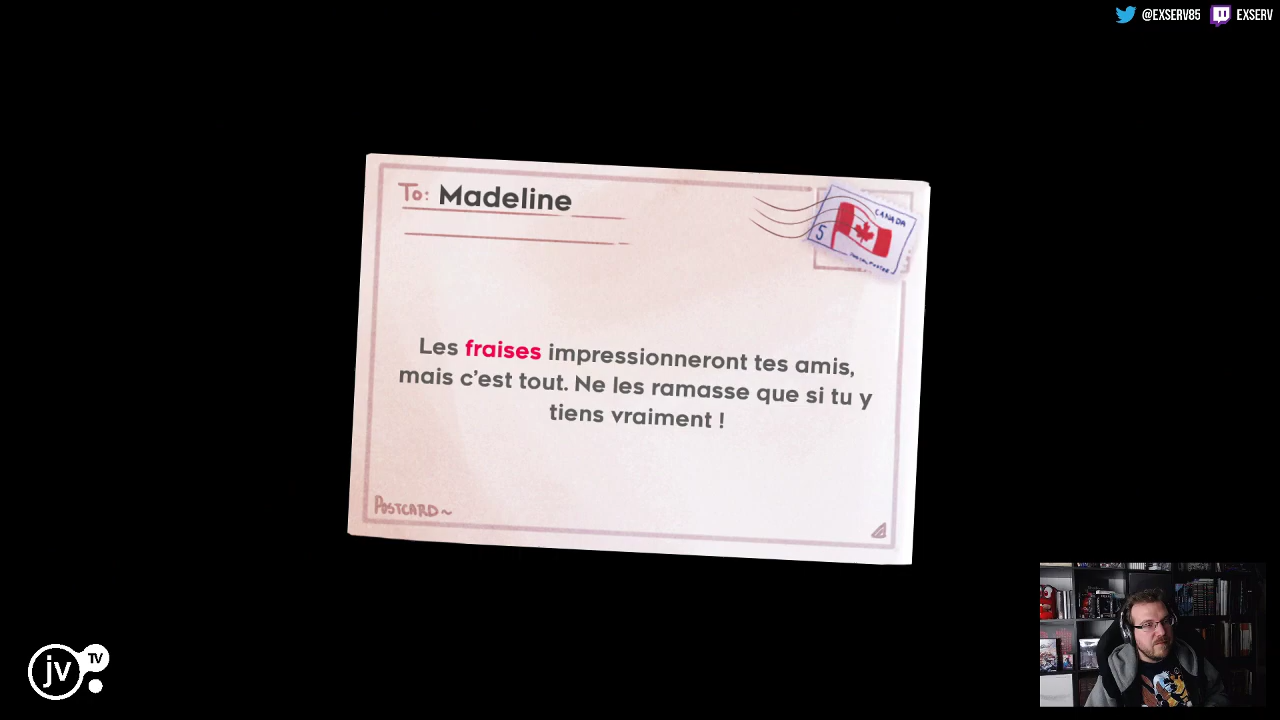 @EXSERV85 EXSERV
To: Madeline
CANADA
5
Les fraises impressionneront tes amis,
mais c'est tout. Ne les ramasse que si tu y
tiens vraiment !
POSTCARD~
jv TV